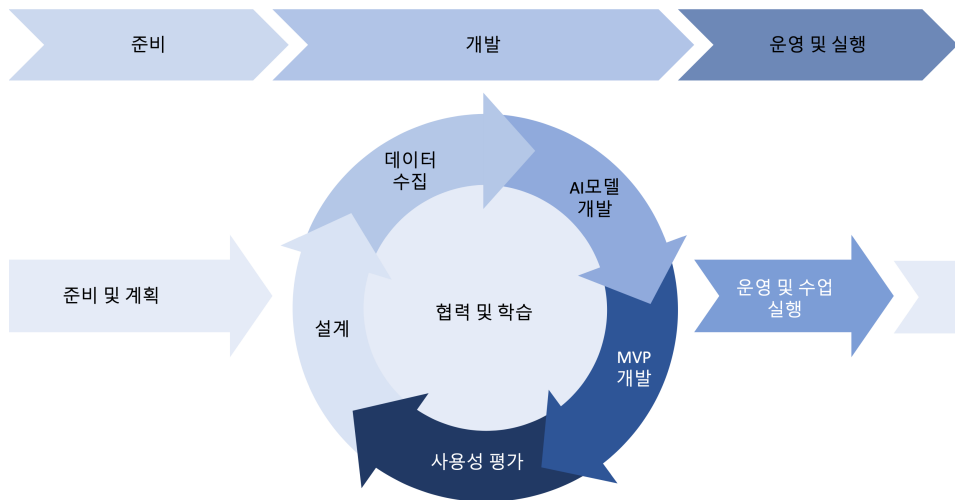 준비
개발
운영 및 실행
데이터
수집
AI모델
개발
준비 및 계획
설계
협력 및 학습
운영 및 수업
실행
MVP
개발
사용성 평가